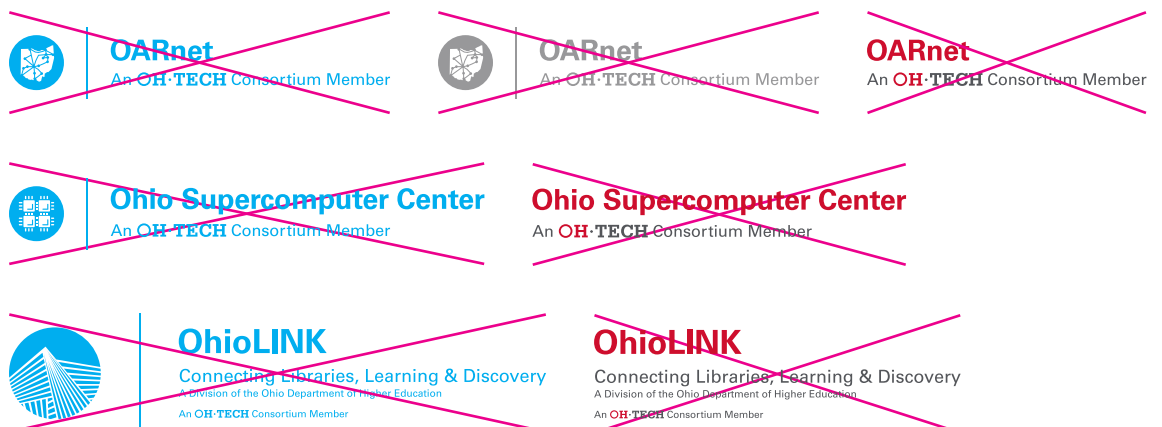 OARnet
An OH·TECH Consortium Member
OARnet
An OH·TECH Consortium Member
OARnet
An OH·TECH Consortium Member
Ohio Supercomputer Center
An OH·TECH Consortium Member
Ohio Supercomputer Center
An OH·TECH Consortium Member
OhioLINK
Connecting Libraries, Learning & Discovery
A Division of the Ohio Department of Higher Education
An OH·TECH Consortium Member
OhioLINK
Connecting Libraries, Learning & Discovery
A Division of the Ohio Department of Higher Education
An OH·TECH Consortium Member